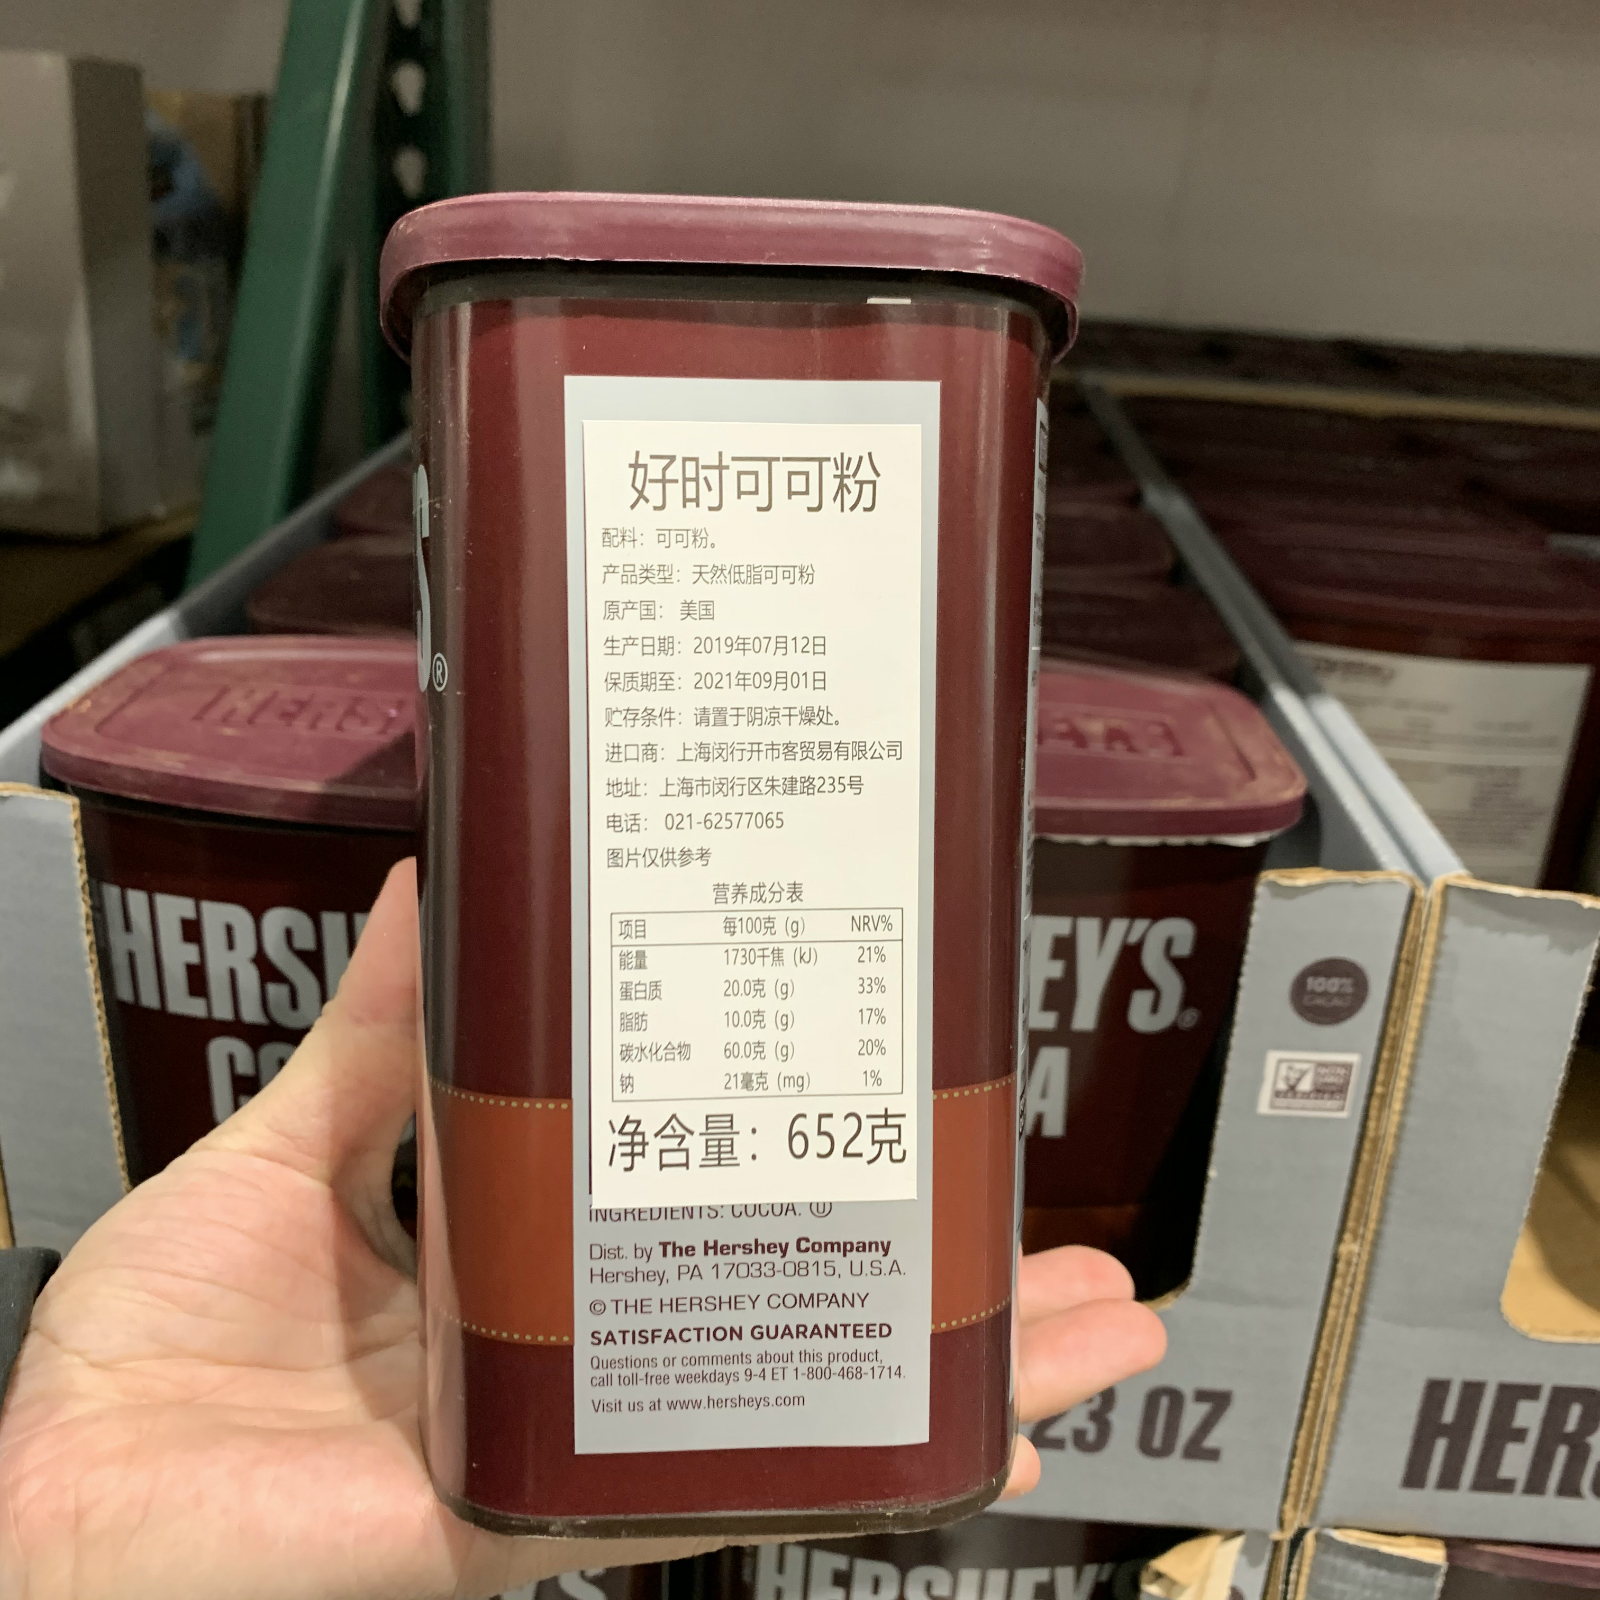 好时可可粉
配料：可可粉。
产品类型：天然低脂可可粉
原产国： 美国
生产日期：2019年07月12日
保质期至：2021年09月01日
贮存条件：请置于阴凉干燥处。
进口商：上海闵行开市客贸易有限公司
地址：上海市闵行区朱建路235号
电话： 021-62577065
图片仅供参考
营养成分表
项目 每100克 (g) NRV%
能量 1730千焦 (kJ) 21%
蛋白质 20.0克 (g) 33%
脂肪 10.0克 (g) 17%
碳水化合物 60.0克 (g) 20%
钠 21毫克 (mg) 1%
净含量：652克
INGREDIENTS: COCOA. Ⓤ
Dist. by The Hershey Company
Hershey, PA 17033-0815, U.S.A.
© THE HERSHEY COMPANY
SATISFACTION GUARANTEED
Questions or comments about this product,
call toll-free weekdays 9-4 ET 1-800-468-1714.
Visit us at www.hersheys.com
S®
HERSH
EY'S
A
100%
CACAO
23 OZ
HER
HERSHEY'